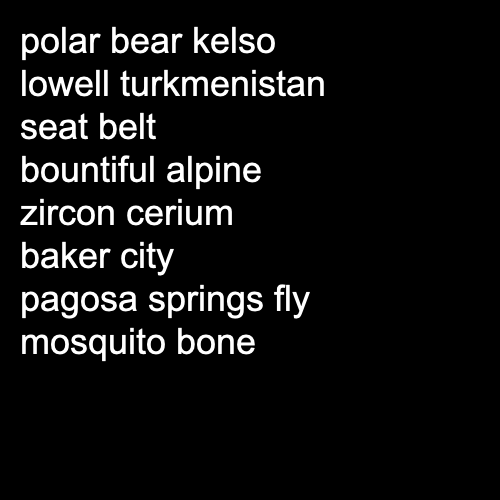 polar bear kelso
lowell turkmenistan
seat belt
bountiful alpine
zircon cerium
baker city
pagosa springs fly
mosquito bone